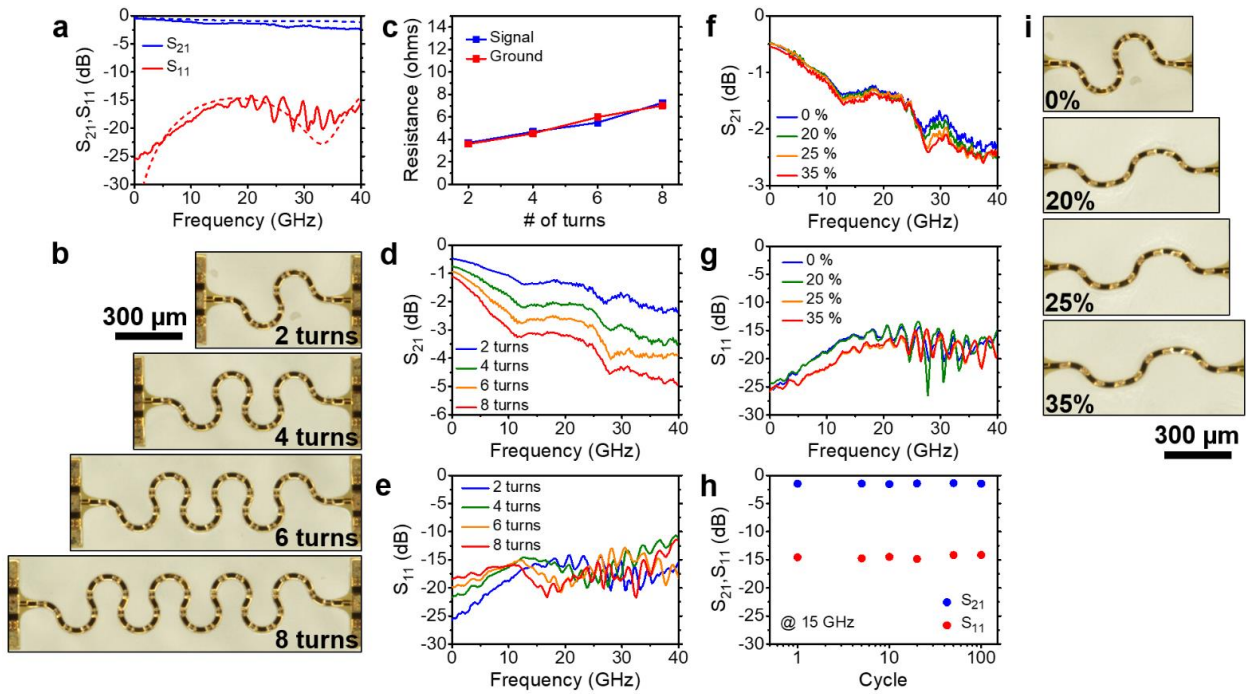 a
0
-5
-10
-15
-20
-25
-30
S21, S11 (dB)
S21
S11
0 10 20 30 40
Frequency (GHz)
b
300 µm
2 turns
4 turns
6 turns
8 turns
c
14
12
10
8
6
4
2
0
Resistance (ohms)
Signal
Ground
2 4 6 8
# of turns
d
0
-1
-2
-3
-4
-5
-6
S21 (dB)
2 turns
4 turns
6 turns
8 turns
0 10 20 30 40
Frequency (GHz)
e
0
-5
-10
-15
-20
-25
-30
S11 (dB)
2 turns
4 turns
6 turns
8 turns
0 10 20 30 40
Frequency (GHz)
f
0
-1
-2
-3
S21 (dB)
0 %
20 %
25 %
35 %
0 10 20 30 40
Frequency (GHz)
g
0
-5
-10
-15
-20
-25
-30
S11 (dB)
0 %
20 %
25 %
35 %
0 10 20 30 40
Frequency (GHz)
h
0
-5
-10
-15
-20
-25
-30
S21, S11 (dB)
S21
S11
@ 15 GHz
1 10 100
Cycle
i
0%
20%
25%
35%
300 µm